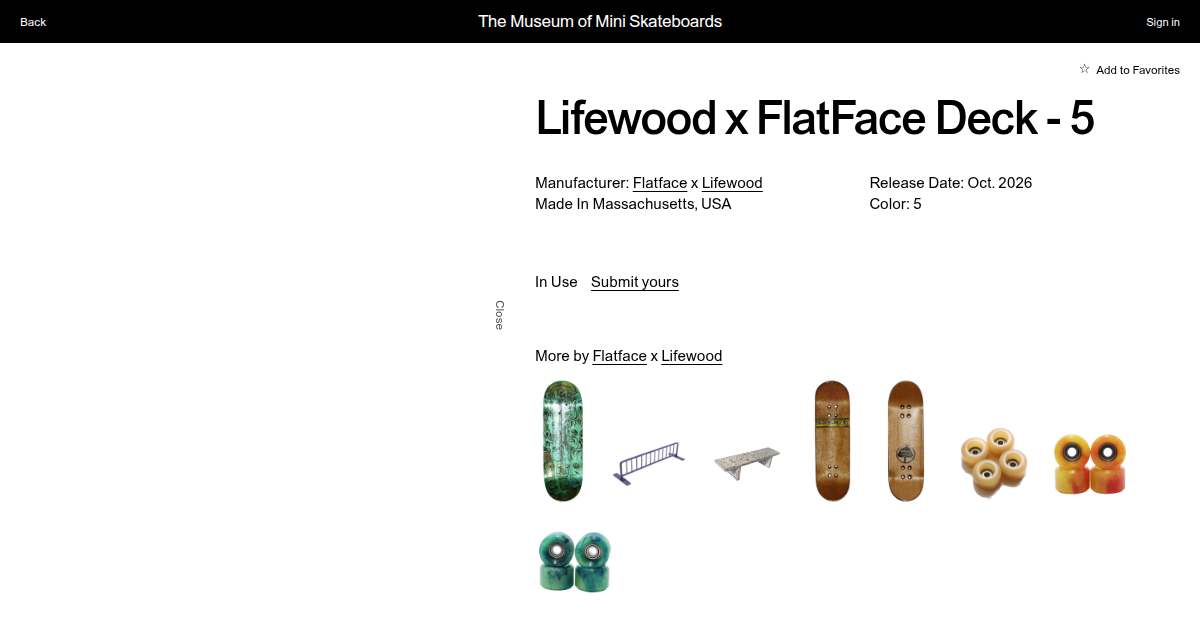 Back
The Museum of Mini Skateboards
Sign in
☆ Add to Favorites
Lifewood x FlatFace Deck - 5
Manufacturer: Flatface x Lifewood
Made In Massachusetts, USA
Release Date: Oct. 2026
Color: 5
In Use Submit yours
Close
More by Flatface x Lifewood